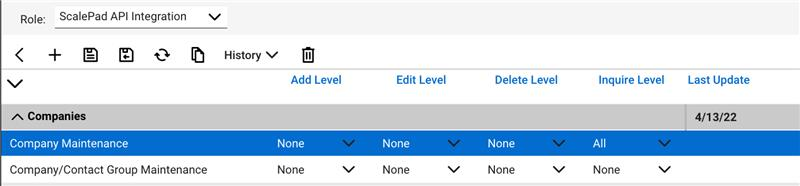 Role: ScalePad API Integration
History
Add Level Edit Level Delete Level Inquire Level Last Update
Companies 4/13/22
Company Maintenance None None None All
Company/Contact Group Maintenance None None None None